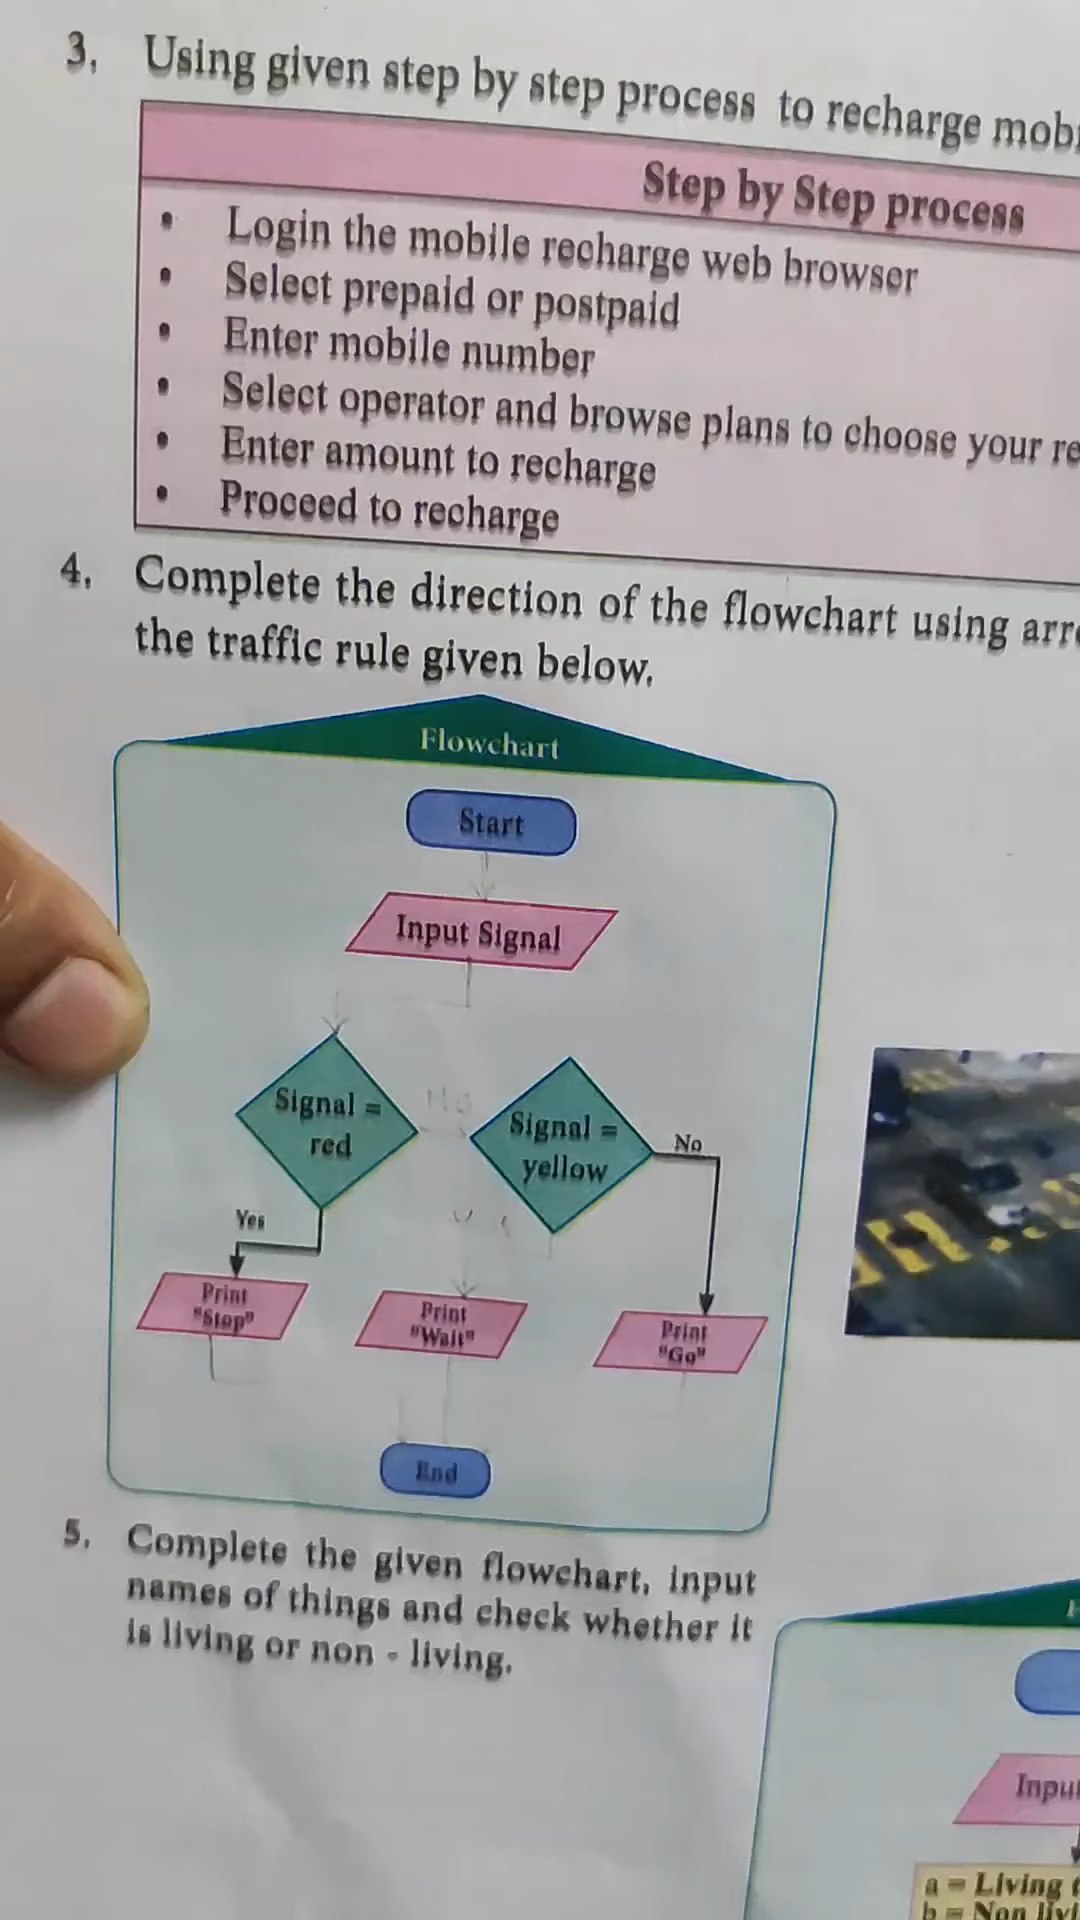 3. Using given step by step process to recharge
Step by Step process
• Login the mobile recharge web browser
• Select prepaid or postpaid
• Enter mobile number
• Select operator and browse plans to choose your
• Enter amount to recharge
• Proceed to recharge
4. Complete the direction of the flowchart using
the traffic rule given below.
Flowchart
Start
Input Signal
Signal =
red
No
Signal =
yellow
No
Yes
Print
"Stop"
Print
"Wait"
Print
"Go"
End
5. Complete the given flowchart, input
names of things and check whether it
is living or non - living.
a = Living
b = Non